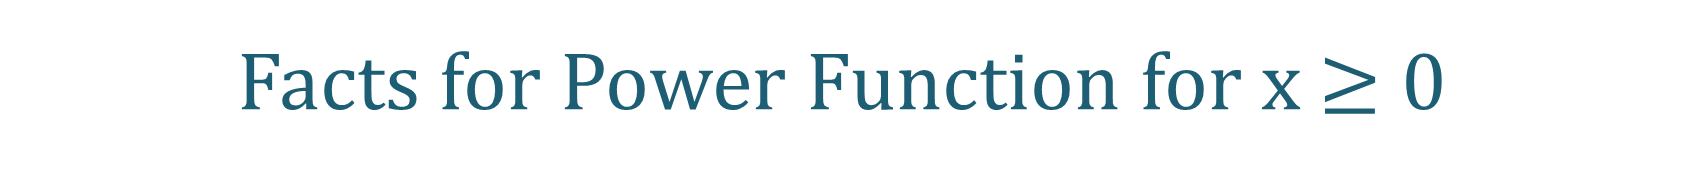 Facts for Power Function for x ≥ 0